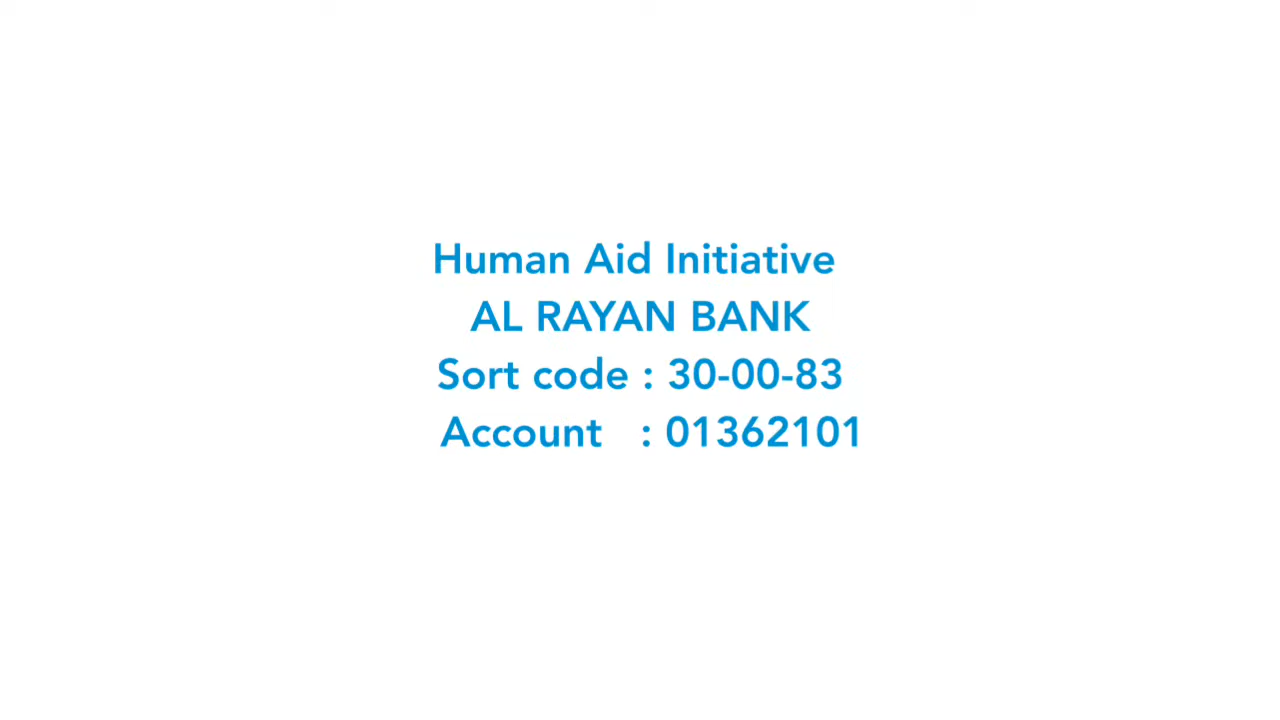 Human Aid Initiative
AL RAYAN BANK
Sort code : 30-00-83
Account : 01362101